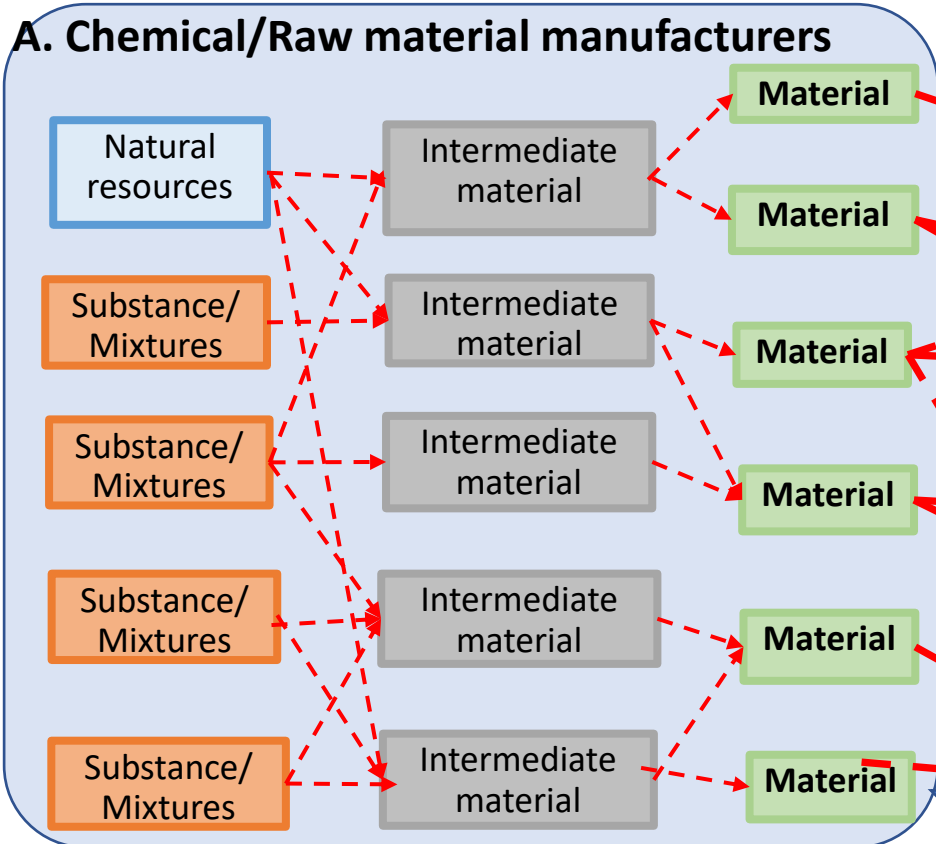 A. Chemical/Raw material manufacturers
Natural
resources
Substance/
Mixtures
Substance/
Mixtures
Substance/
Mixtures
Substance/
Mixtures
Intermediate
material
Intermediate
material
Intermediate
material
Intermediate
material
Intermediate
material
Material
Material
Material
Material
Material
Material